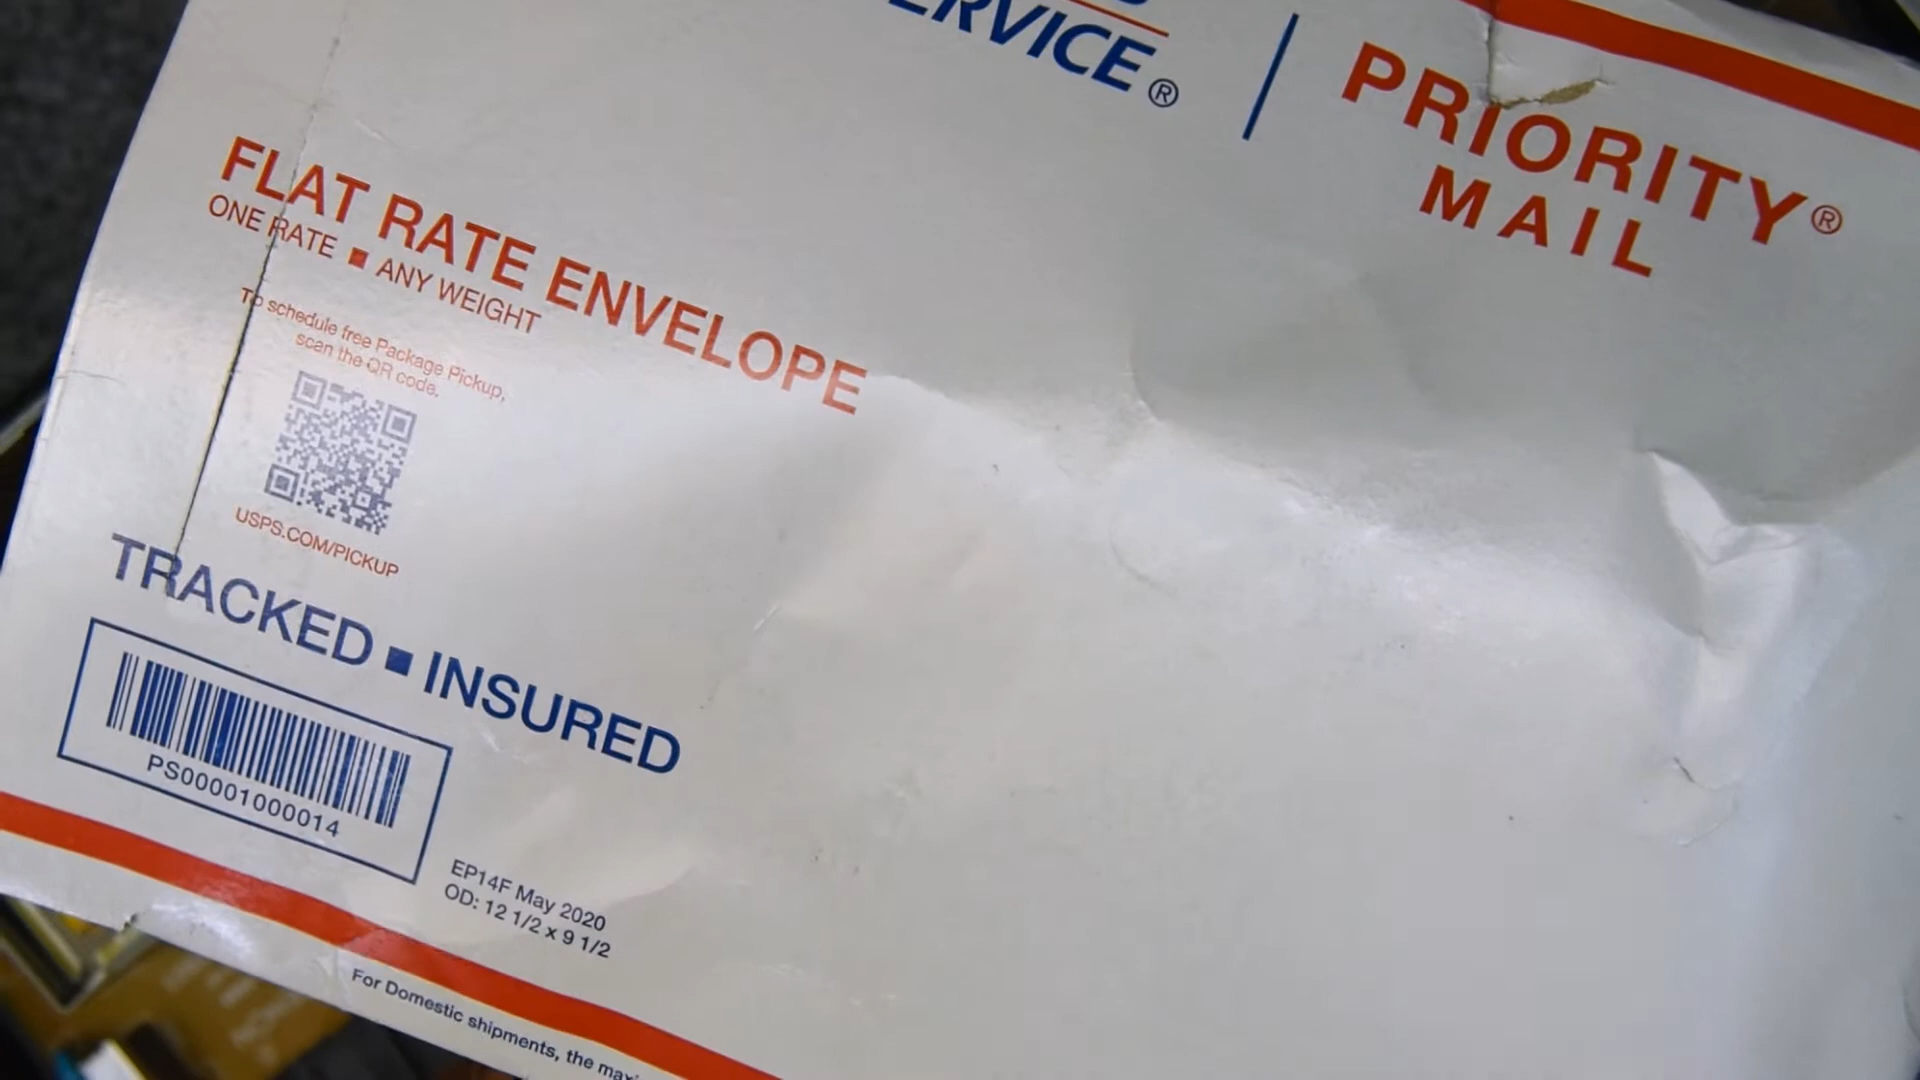 SERVICE®
PRIORITY®
MAIL
FLAT RATE ENVELOPE
ONE RATE ■ ANY WEIGHT
To schedule free Package Pickup,
scan the QR code.
USPS.COM/PICKUP
TRACKED ■ INSURED
PS00001000014
EP14F May 2020
OD: 12 1/2 x 9 1/2
For Domestic shipments, the